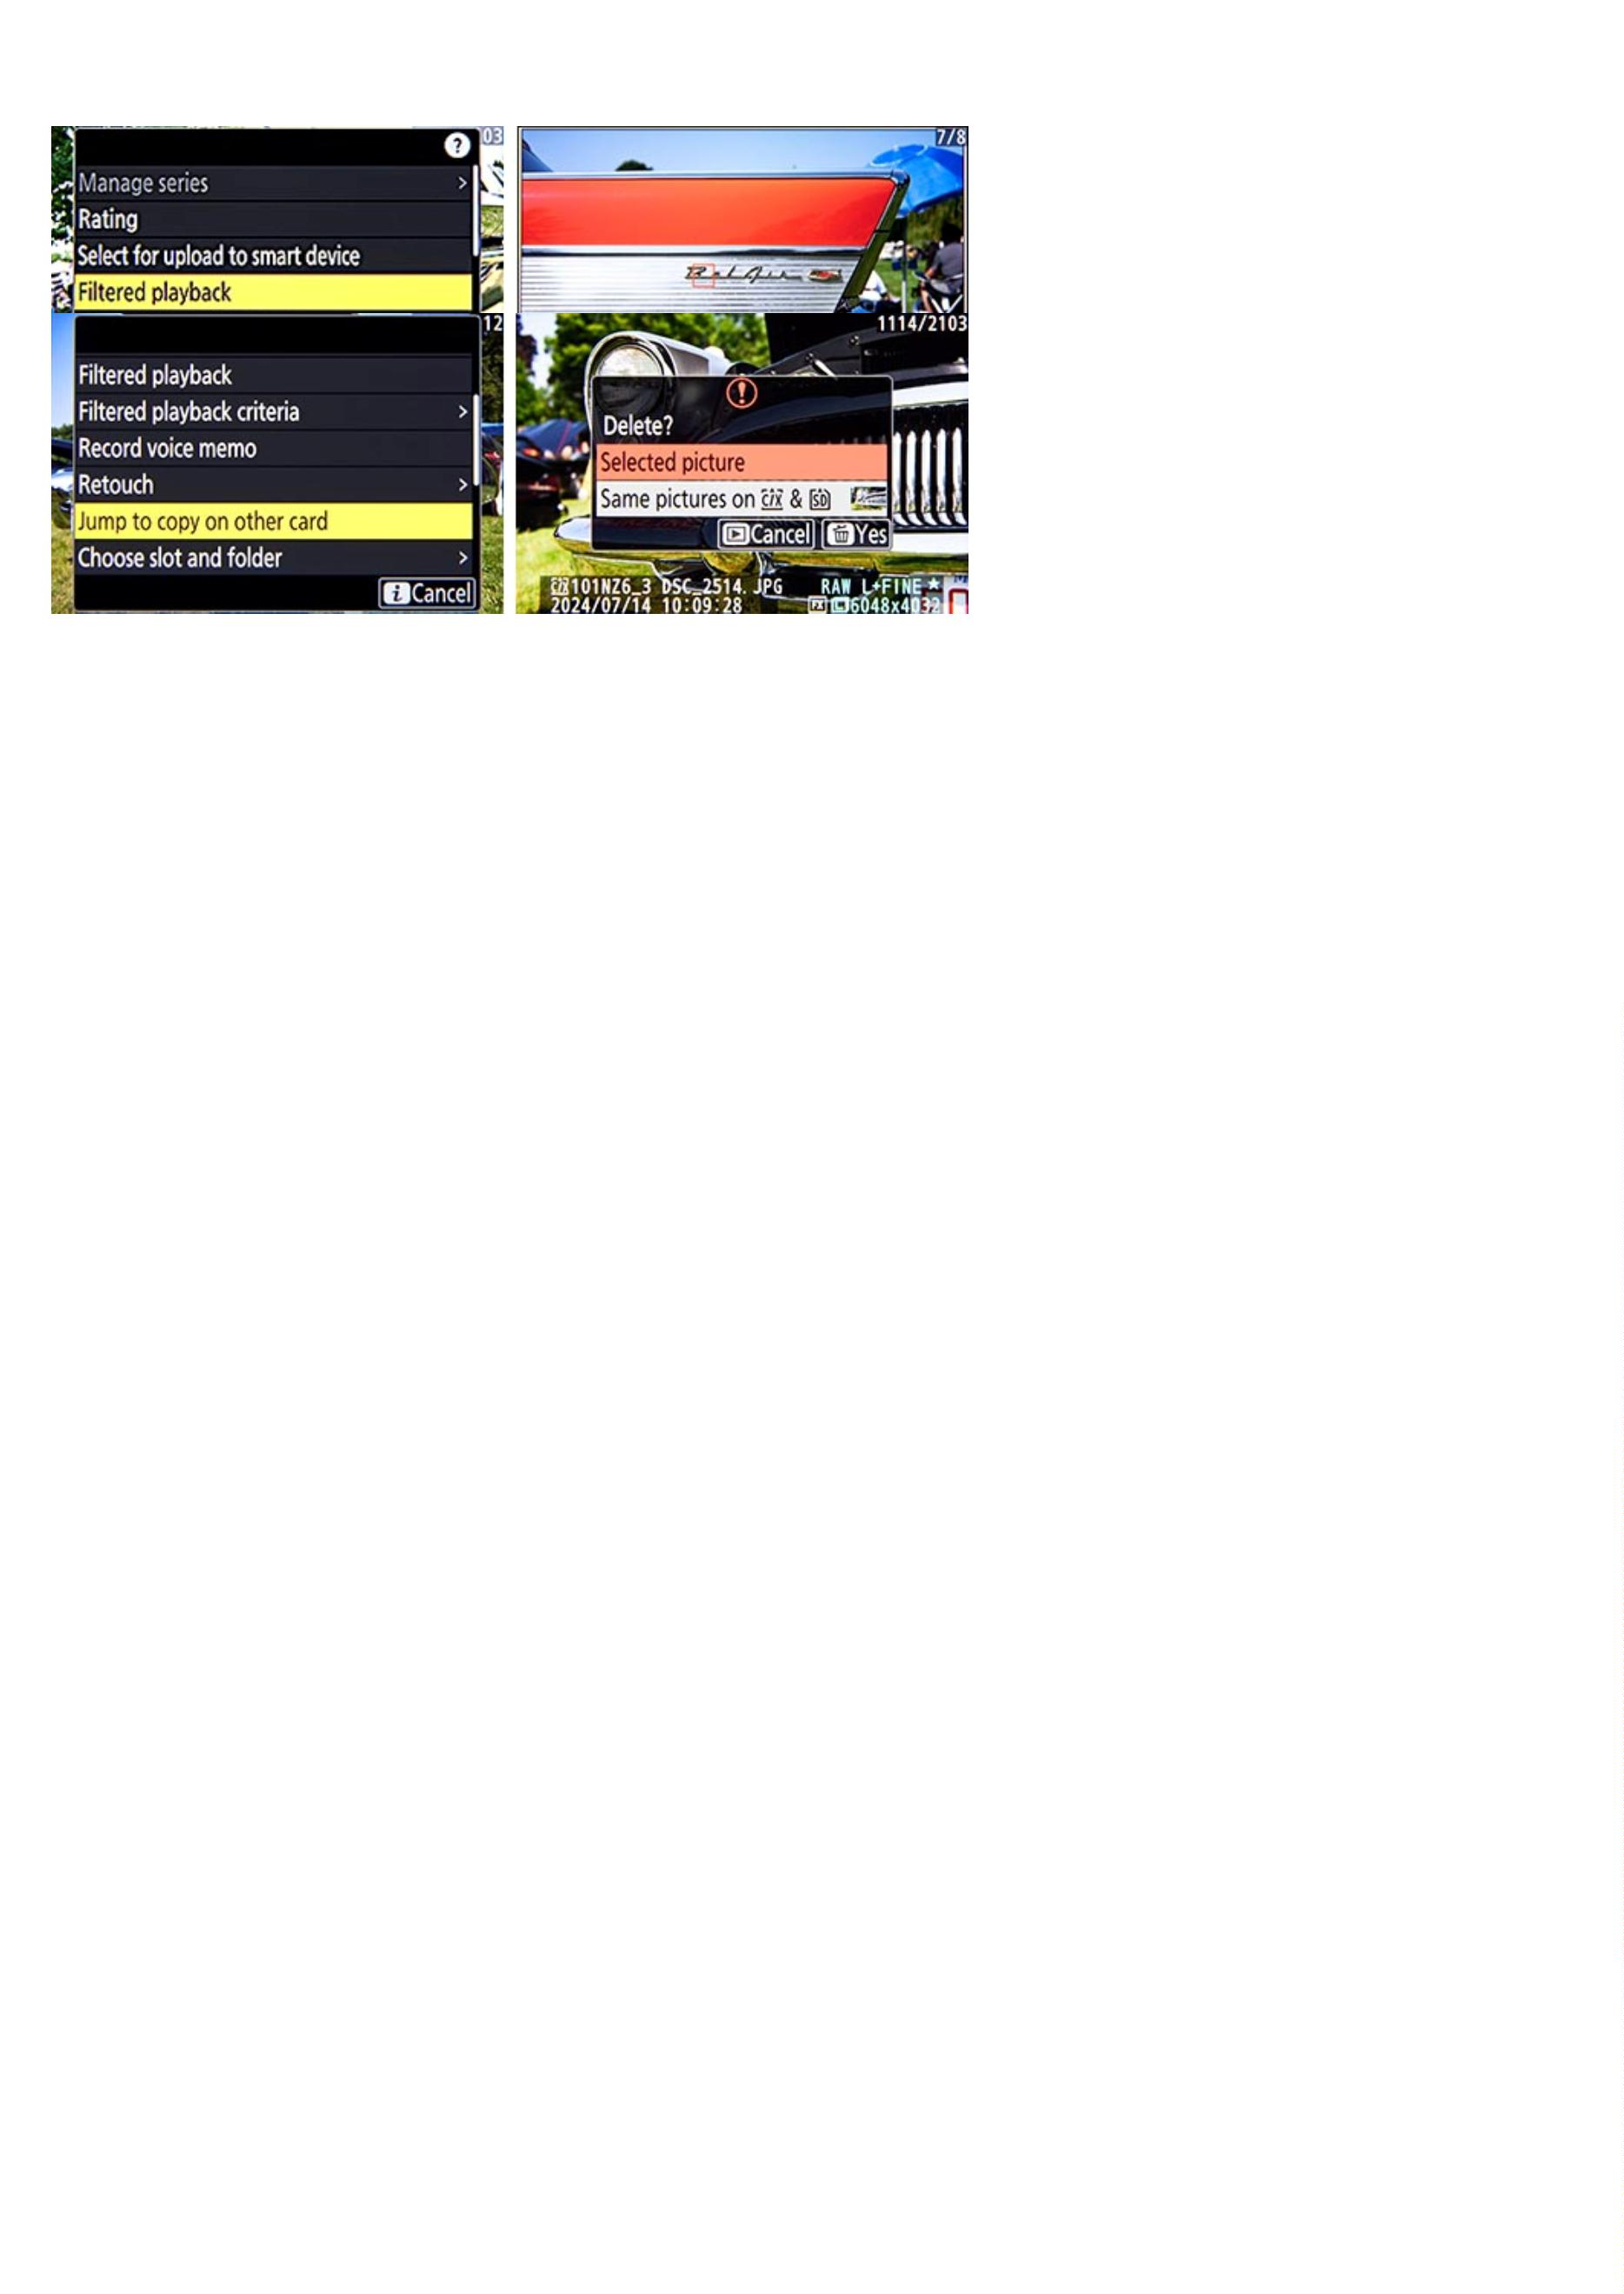 03
Manage series >
Rating
Select for upload to smart device
Filtered playback
7/8
Bel Air
12
Filtered playback
Filtered playback criteria >
Record voice memo
Retouch >
Jump to copy on other card
Choose slot and folder >
i Cancel
1114/2103
Delete?
Selected picture
Same pictures on & SD
Cancel Yes
101NZ6_3 DSC_2514.JPG RAW L+FINE★
2024/07/14 10:09:28 FX L 6048x4032